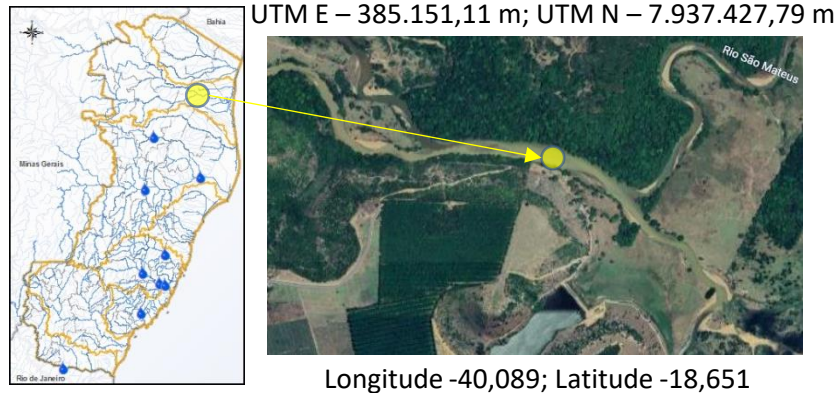 UTM E – 385.151,11 m; UTM N – 7.937.427,79 m
Bahia
Rio São Mateus
Minas Gerais
Rio de Janeiro
Longitude -40,089; Latitude -18,651